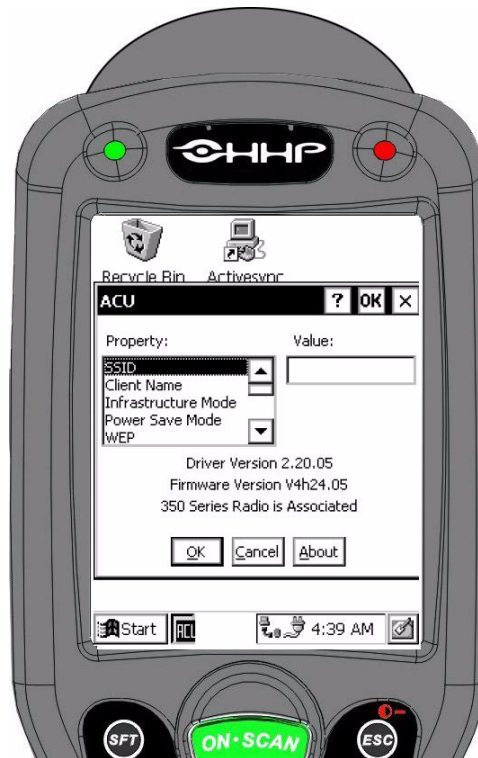 HHP
Recycle Bin Activesync
ACU ? OK ×
Property: Value:
SSID
Client Name
Infrastructure Mode
Power Save Mode
WEP
Driver Version 2.20.05
Firmware Version V4h24.05
350 Series Radio is Associated
OK Cancel About
Start ACU 4:39 AM
SFT ON·SCAN ESC